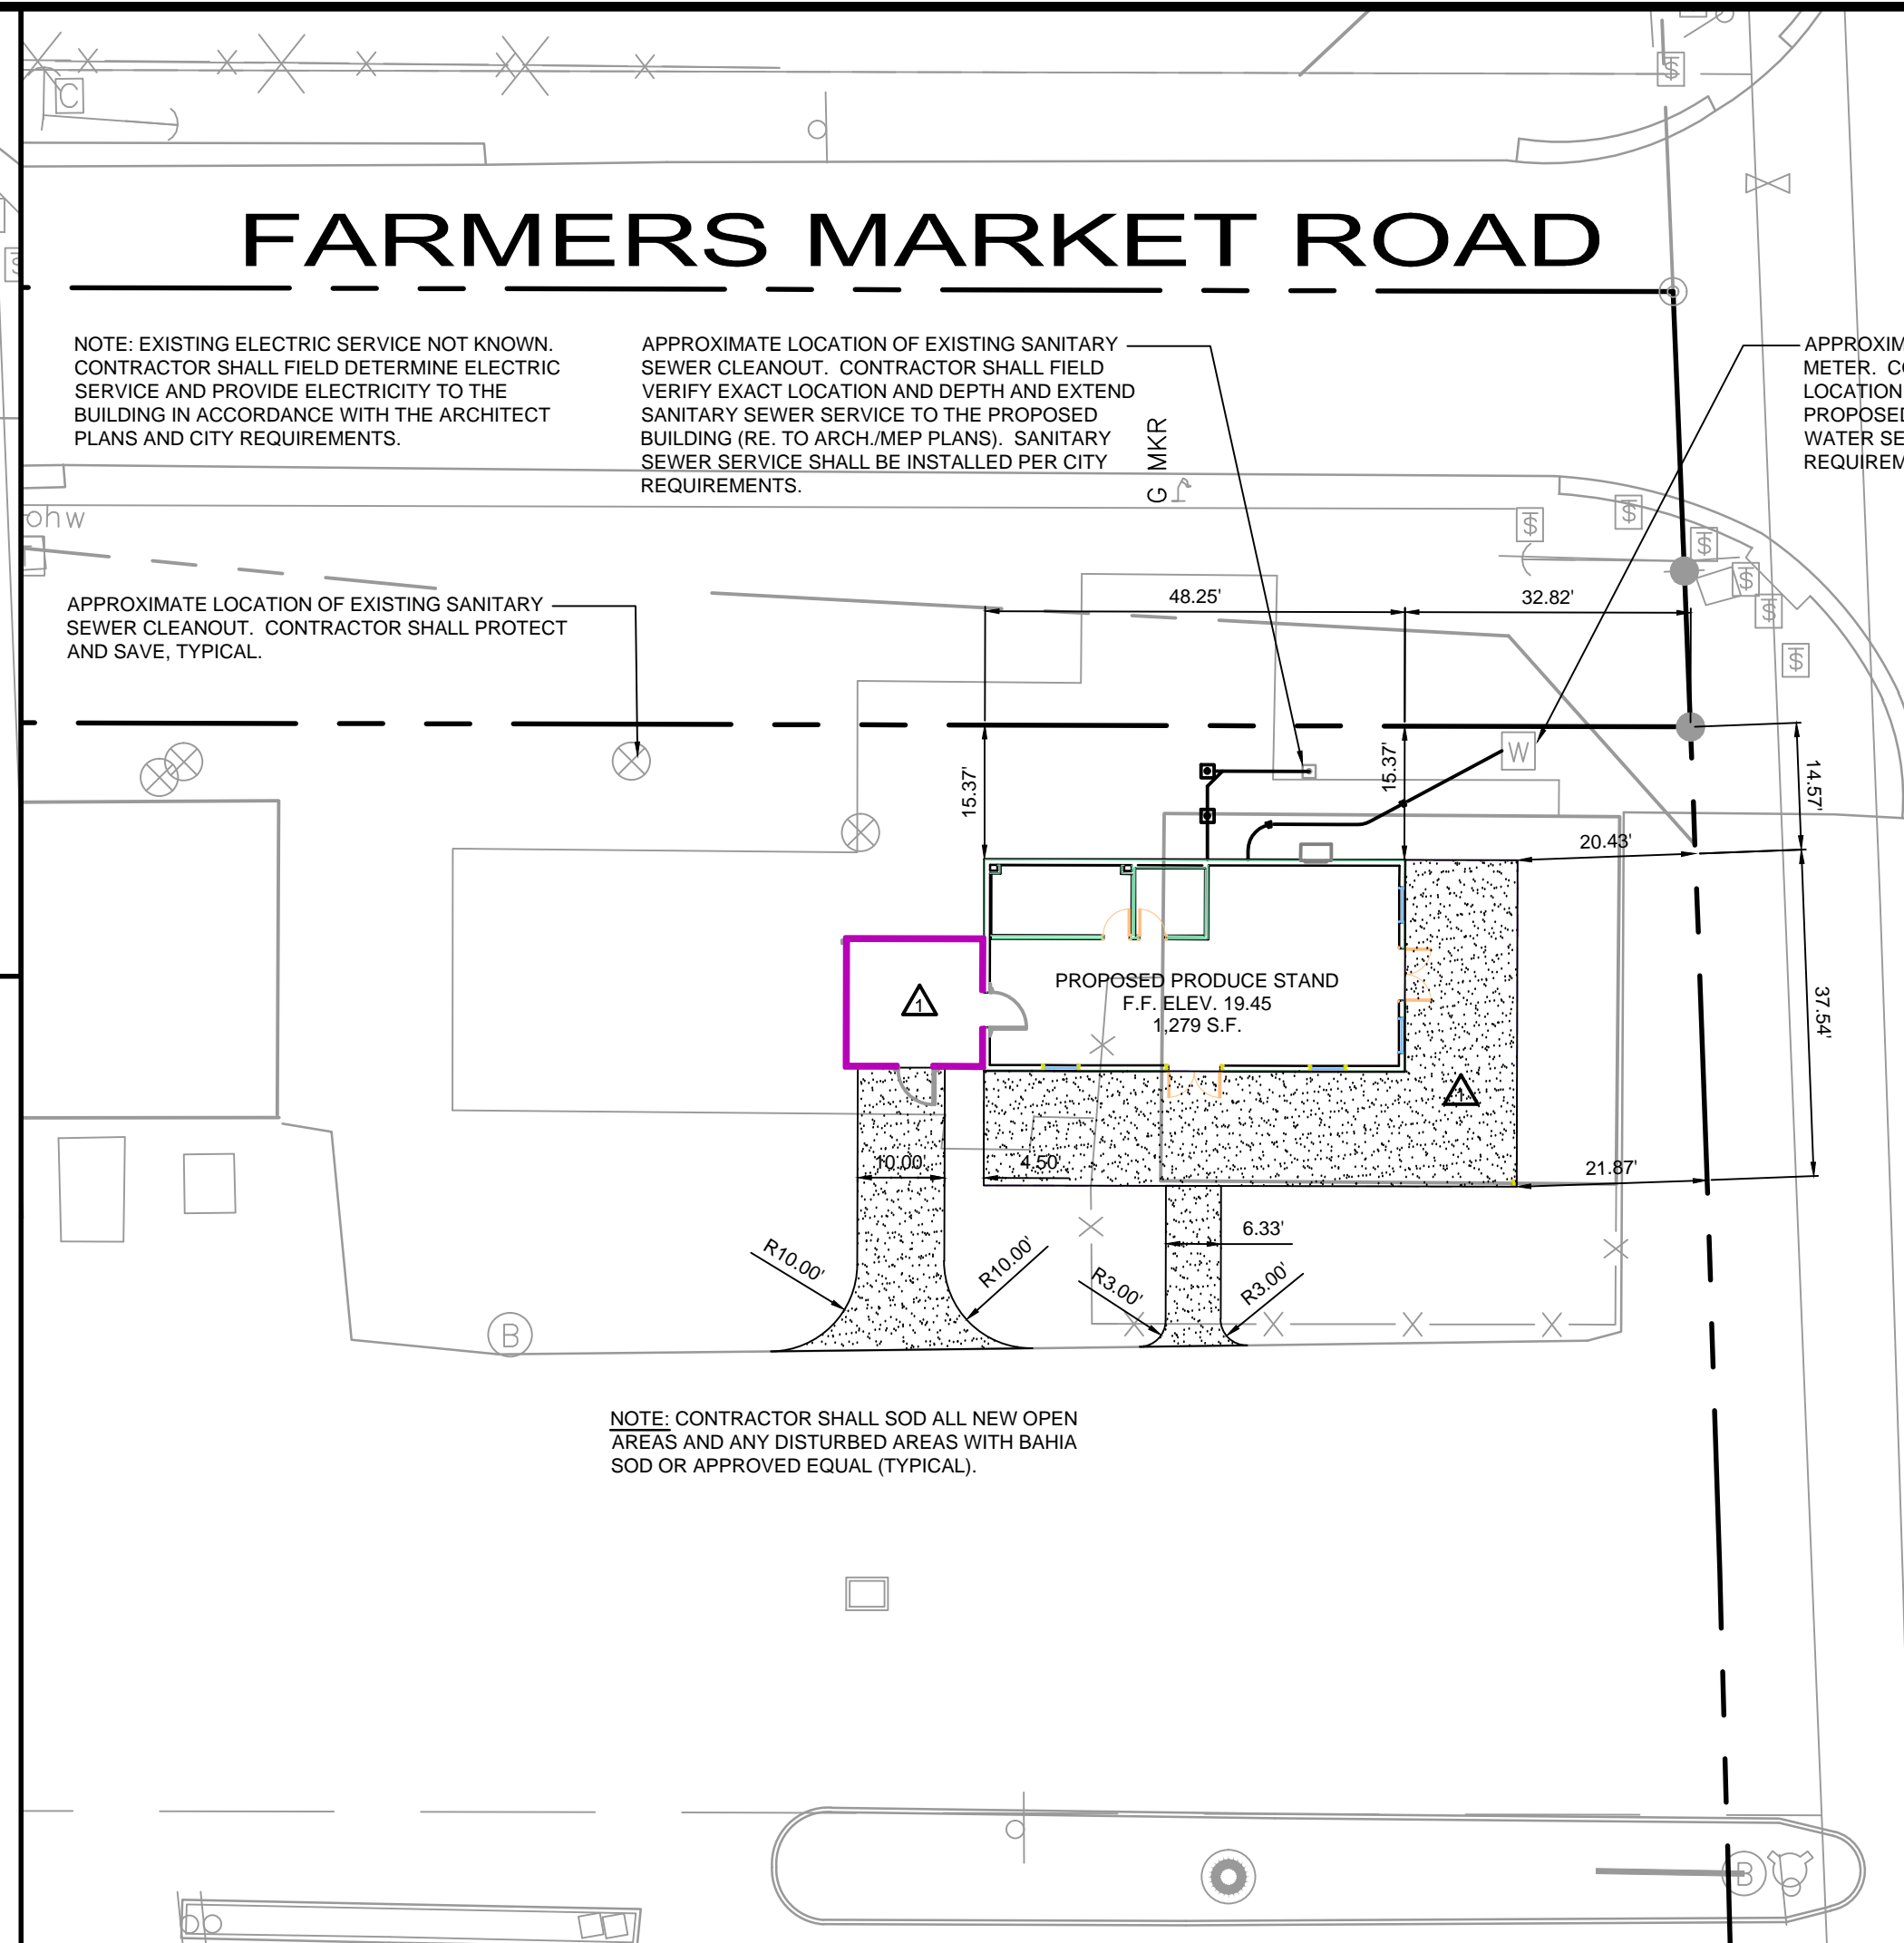 C
$
FARMERS MARKET ROAD
NOTE: EXISTING ELECTRIC SERVICE NOT KNOWN.
CONTRACTOR SHALL FIELD DETERMINE ELECTRIC
SERVICE AND PROVIDE ELECTRICITY TO THE
BUILDING IN ACCORDANCE WITH THE ARCHITECT
PLANS AND CITY REQUIREMENTS.
APPROXIMATE LOCATION OF EXISTING SANITARY
SEWER CLEANOUT.  CONTRACTOR SHALL FIELD
VERIFY EXACT LOCATION AND DEPTH AND EXTEND
SANITARY SEWER SERVICE TO THE PROPOSED
BUILDING (RE. TO ARCH./MEP PLANS).  SANITARY
SEWER SERVICE SHALL BE INSTALLED PER CITY
REQUIREMENTS.
METER.
LOCATION
G MKR
ohw
$
$
$
$
$
$
APPROXIMATE LOCATION OF EXISTING SANITARY
SEWER CLEANOUT.  CONTRACTOR SHALL PROTECT
AND SAVE, TYPICAL.
48.25'
32.82'
15.37'
15.37'
W
14.57'
20.43'
PROPOSED PRODUCE STAND
F.F. ELEV. 19.45
1,279 S.F.
1
37.54'
1
10.00'
4.50'
21.87'
6.33'
R10.00'
R10.00'
R3.00'
R3.00'
B
NOTE: CONTRACTOR SHALL SOD ALL NEW OPEN
AREAS AND ANY DISTURBED AREAS WITH BAHIA
SOD OR APPROVED EQUAL (TYPICAL).
B